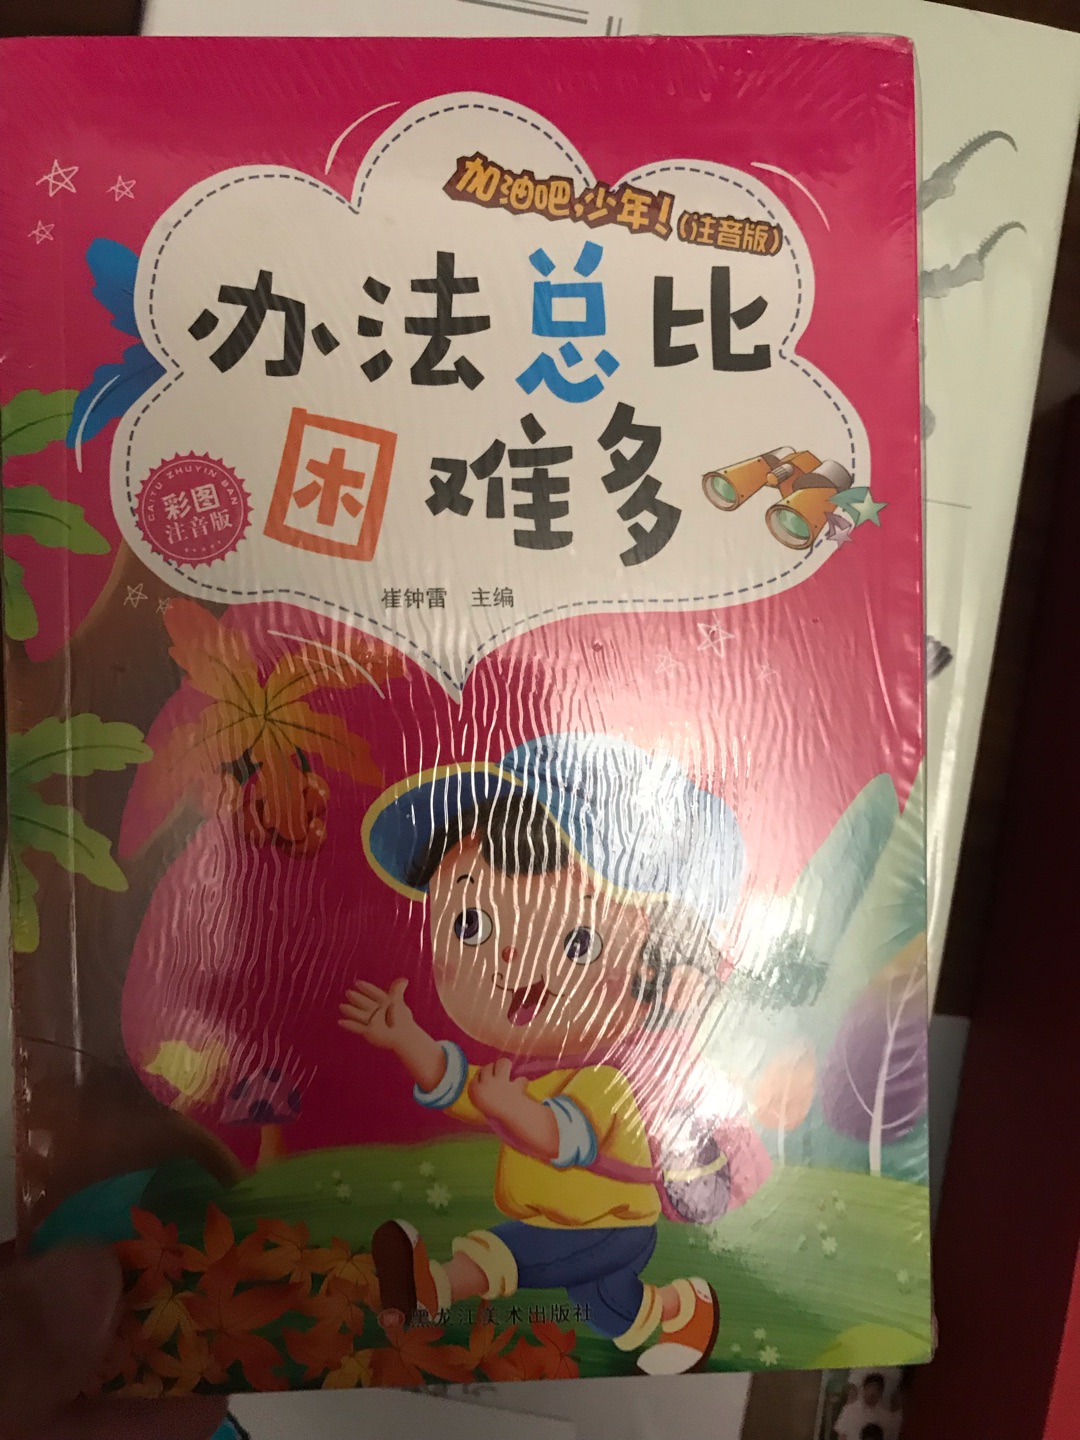 加油吧，少年！（注音版）
办法总比
困难多
CAITU ZHUYIN BAN
彩图
注音版
崔钟雷 主编
黑龙江美术出版社